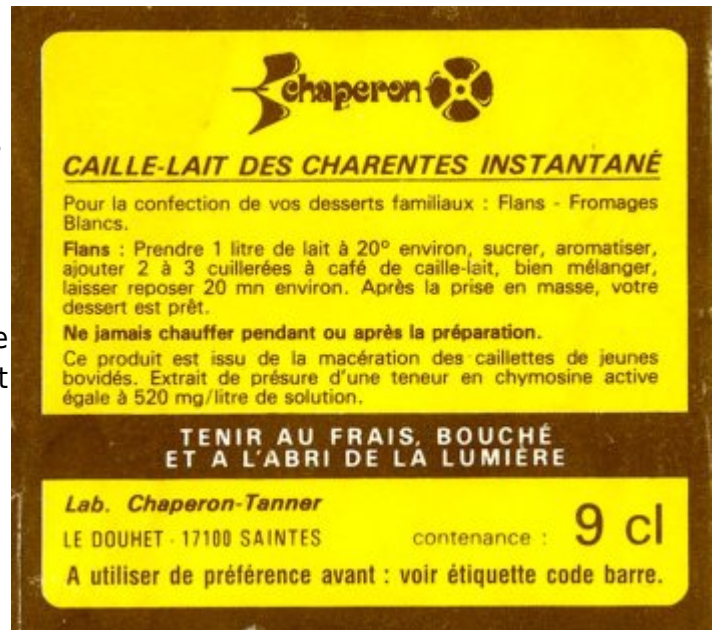 chaperon
CAILLE-LAIT DES CHARENTES INSTANTANÉ
Pour la confection de vos desserts familiaux : Flans - Fromages
Blancs.
Flans : Prendre 1 litre de lait à 20° environ, sucrer, aromatiser,
ajouter 2 à 3 cuillerées à café de caille-lait, bien mélanger,
laisser reposer 20 mn environ. Après la prise en masse, votre
dessert est prêt.
Ne jamais chauffer pendant ou après la préparation.
e
Ce produit est issu de la macération des caillettes de jeunes
t
bovidés. Extrait de présure d'une teneur en chymosine active
égale à 520 mg/litre de solution.
TENIR AU FRAIS, BOUCHÉ
ET A L'ABRI DE LA LUMIÈRE
Lab. Chaperon-Tanner
LE DOUHET - 17100 SAINTES contenance : 9 cl
A utiliser de préférence avant : voir étiquette code barre.